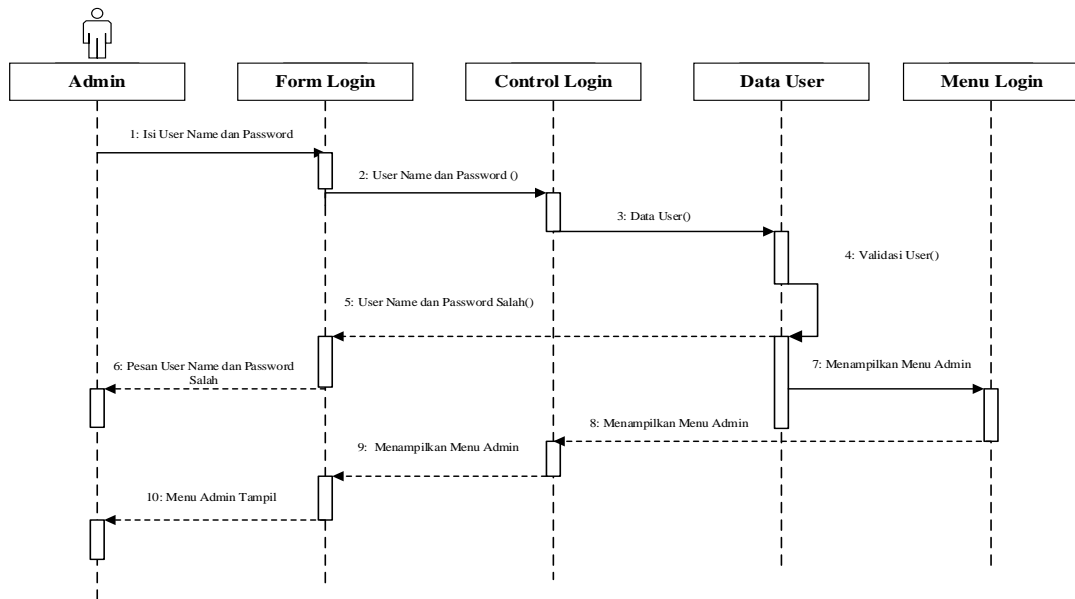 Admin
Form Login
Control Login
Data User
Menu Login
1: Isi User Name dan Password
2: User Name dan Password ()
3: Data User()
4: Validasi User()
5: User Name dan Password Salah()
6: Pesan User Name dan Password
Salah
7: Menampilkan Menu Admin
8: Menampilkan Menu Admin
9: Menampilkan Menu Admin
10: Menu Admin Tampil